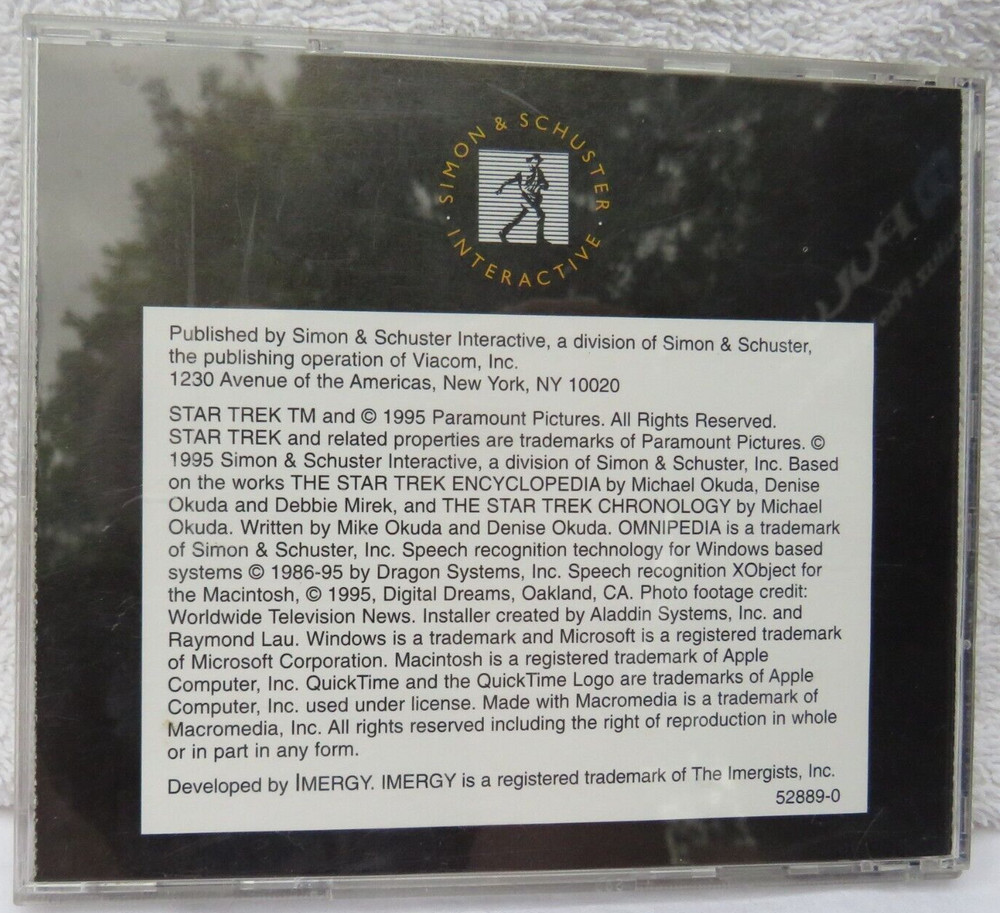 SIMON & SCHUSTER
· INTERACTIVE ·
Published by Simon & Schuster Interactive, a division of Simon & Schuster,
the publishing operation of Viacom, Inc.
1230 Avenue of the Americas, New York, NY 10020
STAR TREK TM and © 1995 Paramount Pictures. All Rights Reserved.
STAR TREK and related properties are trademarks of Paramount Pictures. ©
1995 Simon & Schuster Interactive, a division of Simon & Schuster, Inc. Based
on the works THE STAR TREK ENCYCLOPEDIA by Michael Okuda, Denise
Okuda and Debbie Mirek, and THE STAR TREK CHRONOLOGY by Michael
Okuda. Written by Mike Okuda and Denise Okuda. OMNIPEDIA is a trademark
of Simon & Schuster, Inc. Speech recognition technology for Windows based
systems © 1986-95 by Dragon Systems, Inc. Speech recognition XObject for
the Macintosh, © 1995, Digital Dreams, Oakland, CA. Photo footage credit:
Worldwide Television News. Installer created by Aladdin Systems, Inc. and
Raymond Lau. Windows is a trademark and Microsoft is a registered trademark
of Microsoft Corporation. Macintosh is a registered trademark of Apple
Computer, Inc. QuickTime and the QuickTime Logo are trademarks of Apple
Computer, Inc. used under license. Made with Macromedia is a trademark of
Macromedia, Inc. All rights reserved including the right of reproduction in whole
or in part in any form.
Developed by IMERGY. IMERGY is a registered trademark of The Imergists, Inc.
52889-0